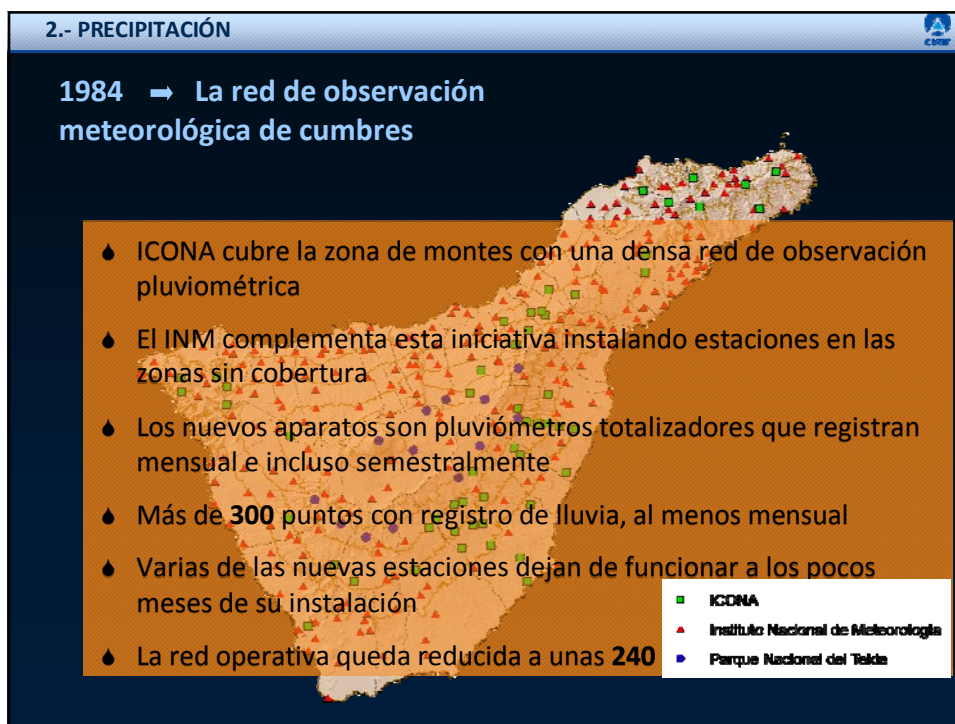 2.- PRECIPITACIÓN
1984 ➡ La red de observación
meteorológica de cumbres
ICONA cubre la zona de montes con una densa red de observación
pluviométrica
El INM complementa esta iniciativa instalando estaciones en las
zonas sin cobertura
Los nuevos aparatos son pluviómetros totalizadores que registran
mensual e incluso semestralmente
Más de 300 puntos con registro de lluvia, al menos mensual
Varias de las nuevas estaciones dejan de funcionar a los pocos
meses de su instalación
La red operativa queda reducida a unas 240
ICONA
Instituto Nacional de Meteorología
Parque Nacional del Teide